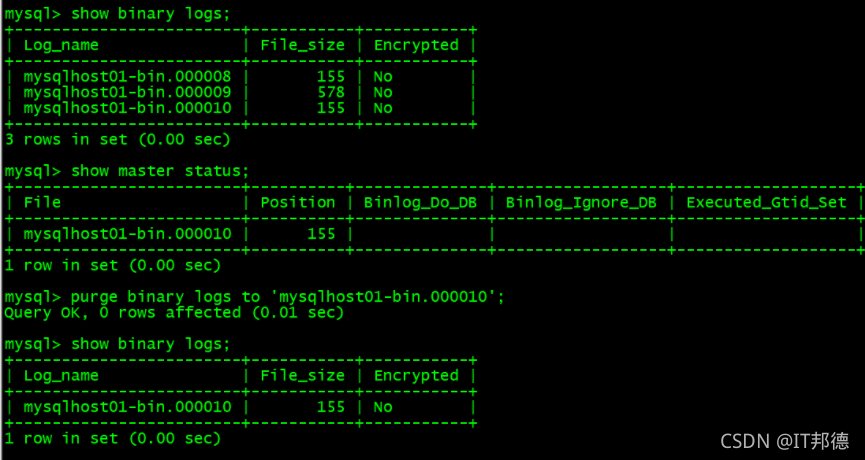 mysql> show binary logs;
+------------------------+-----------+-----------+
| Log_name | File_size | Encrypted |
+------------------------+-----------+-----------+
| mysqlhost01-bin.000008 | 155 | No |
| mysqlhost01-bin.000009 | 578 | No |
| mysqlhost01-bin.000010 | 155 | No |
+------------------------+-----------+-----------+
3 rows in set (0.00 sec)
mysql> show master status;
+------------------------+----------+--------------+------------------+-------------------+
| File | Position | Binlog_Do_DB | Binlog_Ignore_DB | Executed_Gtid_Set |
+------------------------+----------+--------------+------------------+-------------------+
| mysqlhost01-bin.000010 | 155 | | | |
+------------------------+----------+--------------+------------------+-------------------+
1 row in set (0.00 sec)
mysql> purge binary logs to 'mysqlhost01-bin.000010';
Query OK, 0 rows affected (0.01 sec)
mysql> show binary logs;
+------------------------+-----------+-----------+
| Log_name | File_size | Encrypted |
+------------------------+-----------+-----------+
| mysqlhost01-bin.000010 | 155 | No |
+------------------------+-----------+-----------+
1 row in set (0.00 sec)
CSDN @IT邦德